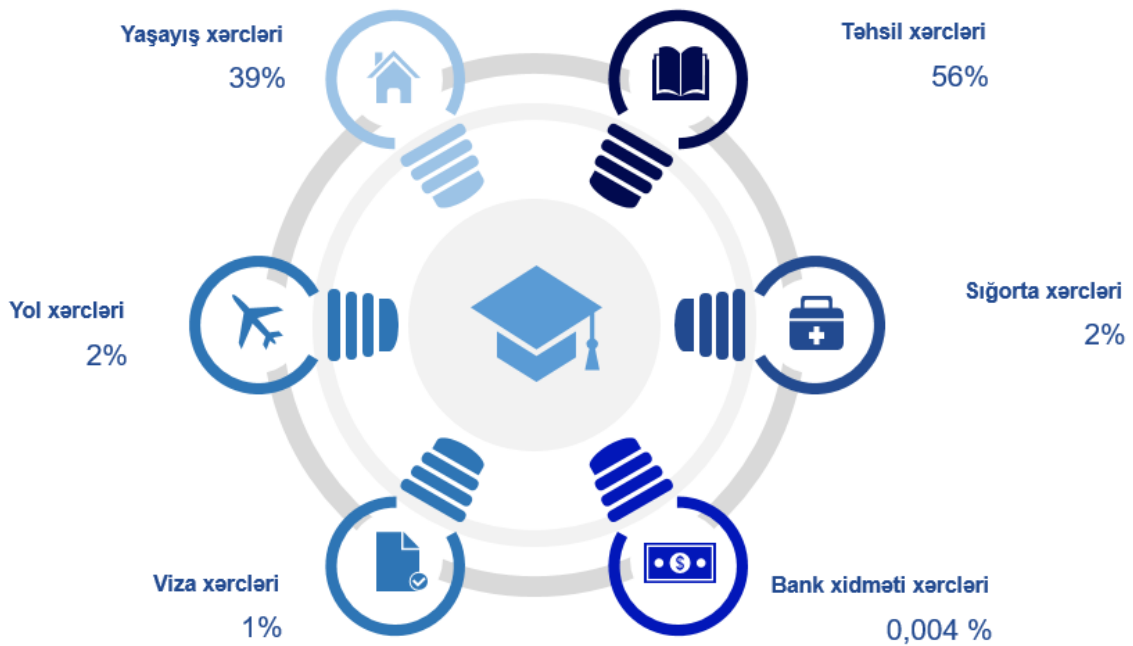 Yaşayış xərcləri
39%
Təhsil xərcləri
56%
Yol xərcləri
2%
Sığorta xərcləri
2%
Viza xərcləri
1%
Bank xidməti xərcləri
0,004 %